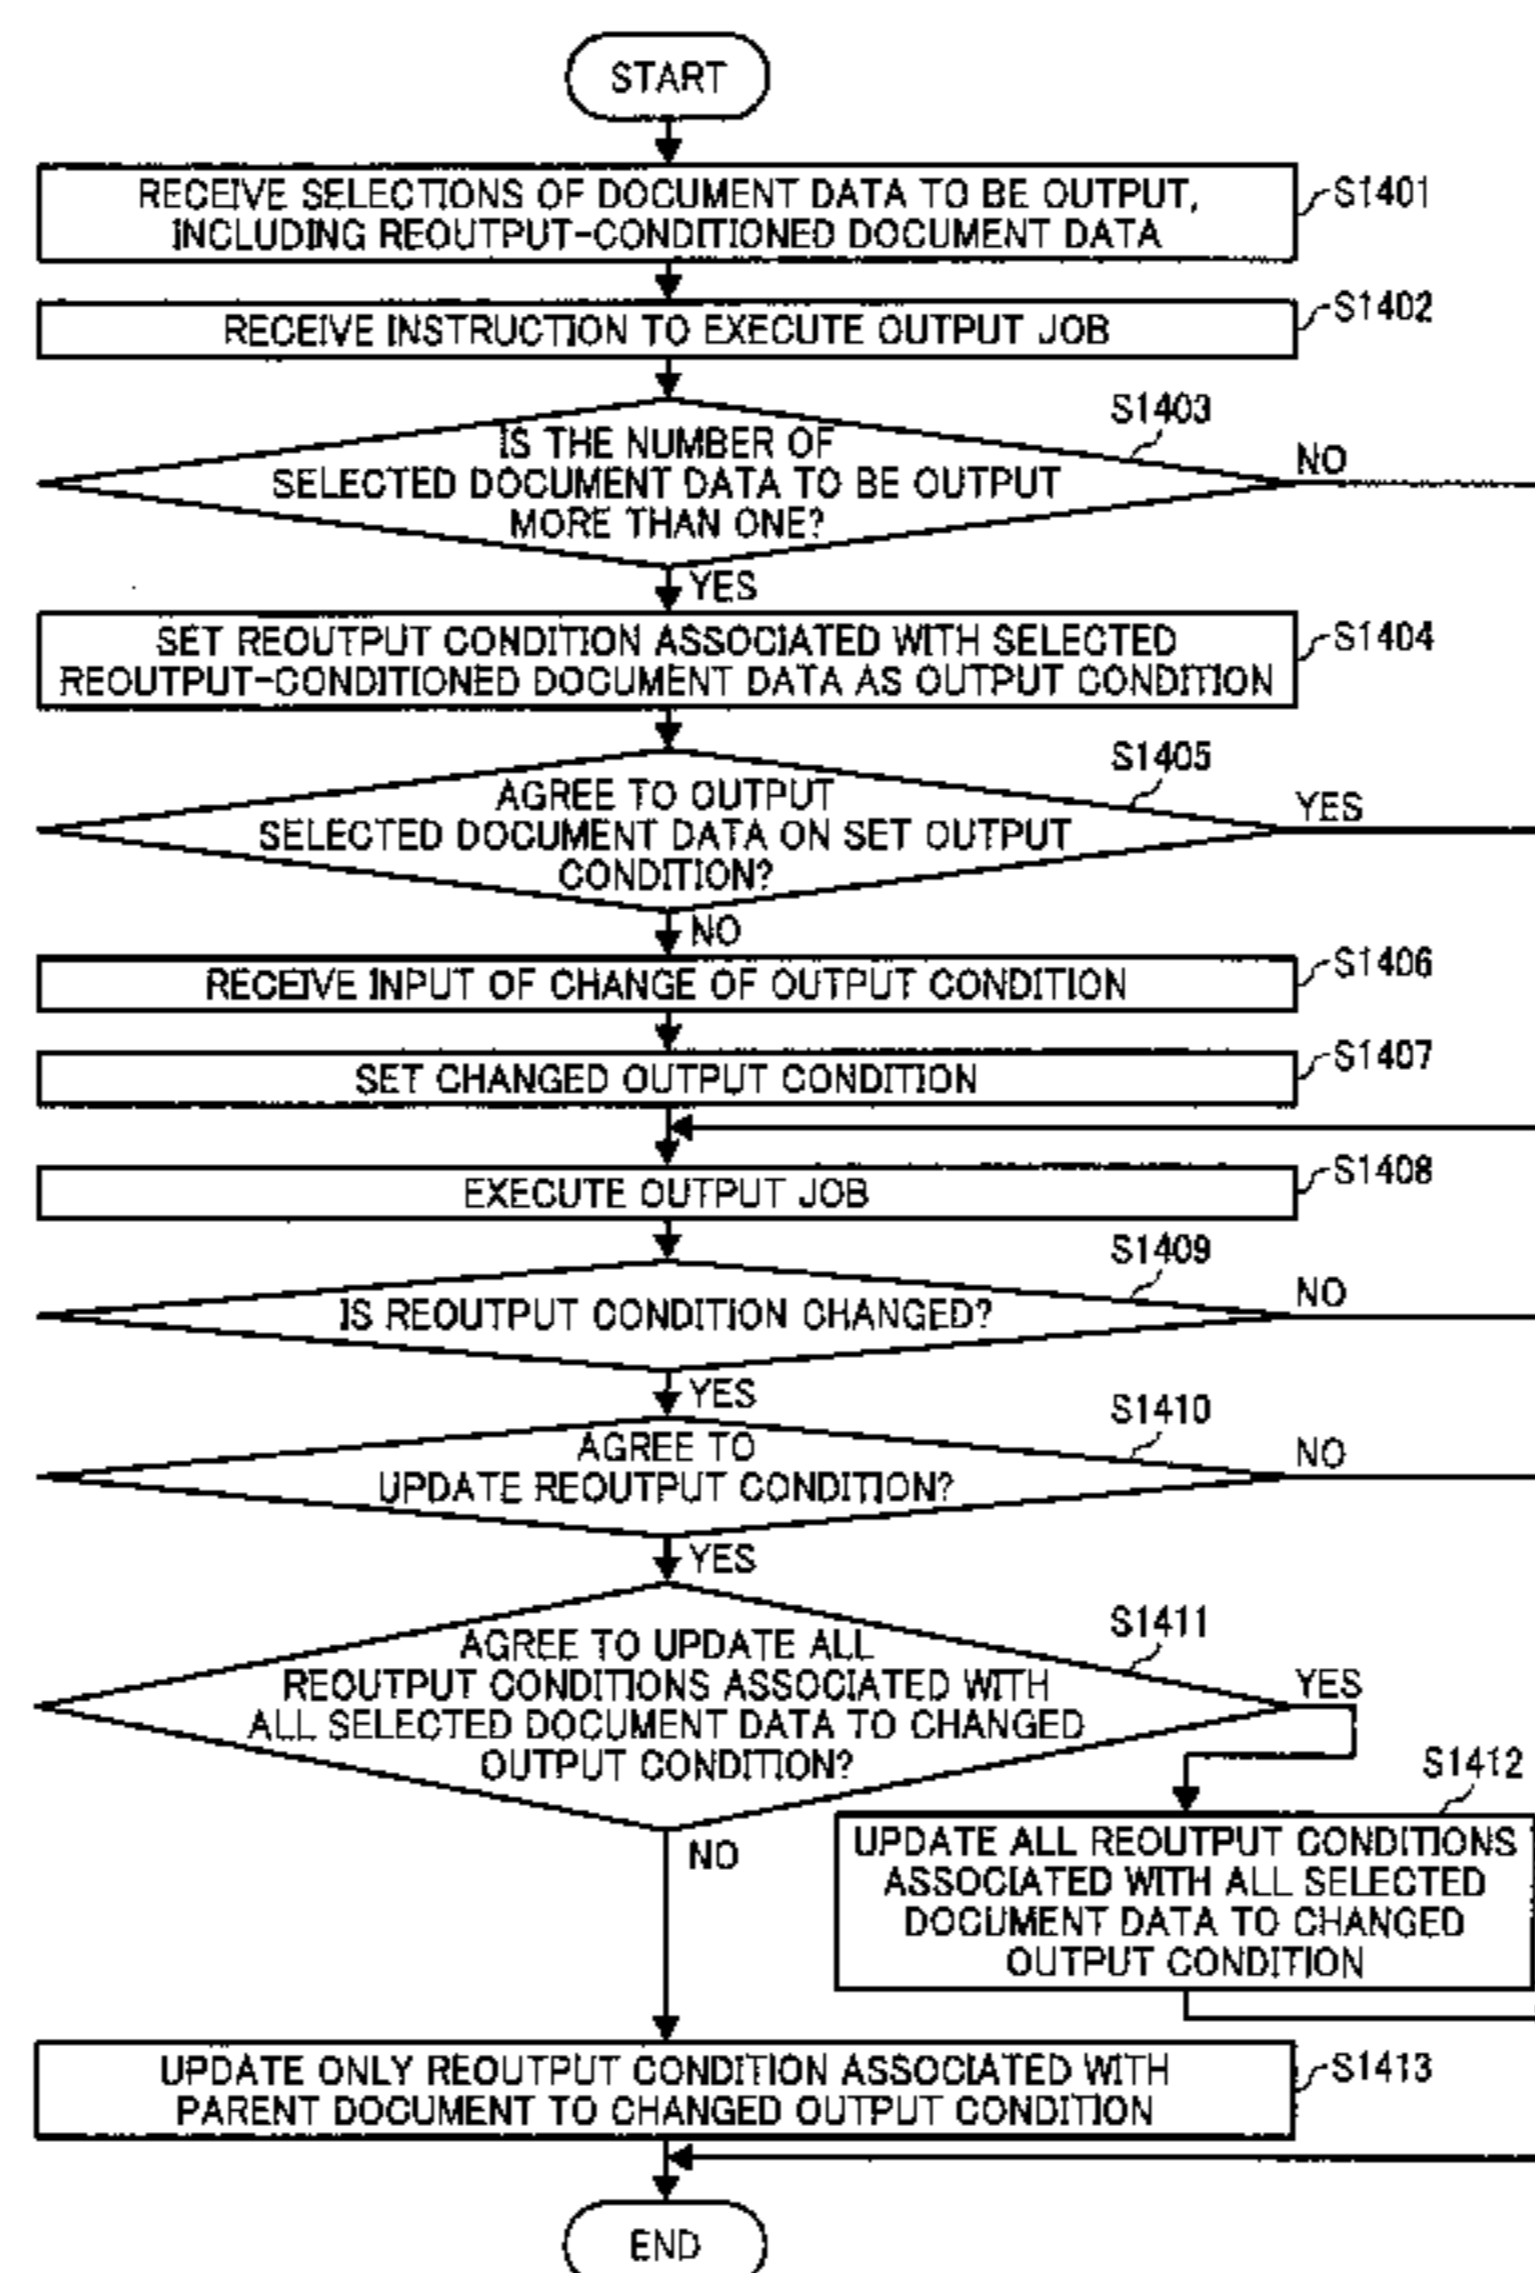 START
RECEIVE SELECTIONS OF DOCUMENT DATA TO BE OUTPUT,
INCLUDING REOUTPUT-CONDITIONED DOCUMENT DATA
S1401
RECEIVE INSTRUCTION TO EXECUTE OUTPUT JOB
S1402
S1403
IS THE NUMBER OF
SELECTED DOCUMENT DATA TO BE OUTPUT
MORE THAN ONE?
NO
YES
SET REOUTPUT CONDITION ASSOCIATED WITH SELECTED
REOUTPUT-CONDITIONED DOCUMENT DATA AS OUTPUT CONDITION
S1404
S1405
AGREE TO OUTPUT
SELECTED DOCUMENT DATA ON SET OUTPUT
CONDITION?
YES
NO
RECEIVE INPUT OF CHANGE OF OUTPUT CONDITION
S1406
SET CHANGED OUTPUT CONDITION
S1407
EXECUTE OUTPUT JOB
S1408
S1409
IS REOUTPUT CONDITION CHANGED?
NO
YES
S1410
AGREE TO
UPDATE REOUTPUT CONDITION?
NO
YES
S1411
AGREE TO UPDATE ALL
REOUTPUT CONDITIONS ASSOCIATED WITH
ALL SELECTED DOCUMENT DATA TO CHANGED
OUTPUT CONDITION?
YES
NO
S1412
UPDATE ALL REOUTPUT CONDITIONS
ASSOCIATED WITH ALL SELECTED
DOCUMENT DATA TO CHANGED
OUTPUT CONDITION
UPDATE ONLY REOUTPUT CONDITION ASSOCIATED WITH
PARENT DOCUMENT TO CHANGED OUTPUT CONDITION
S1413
END